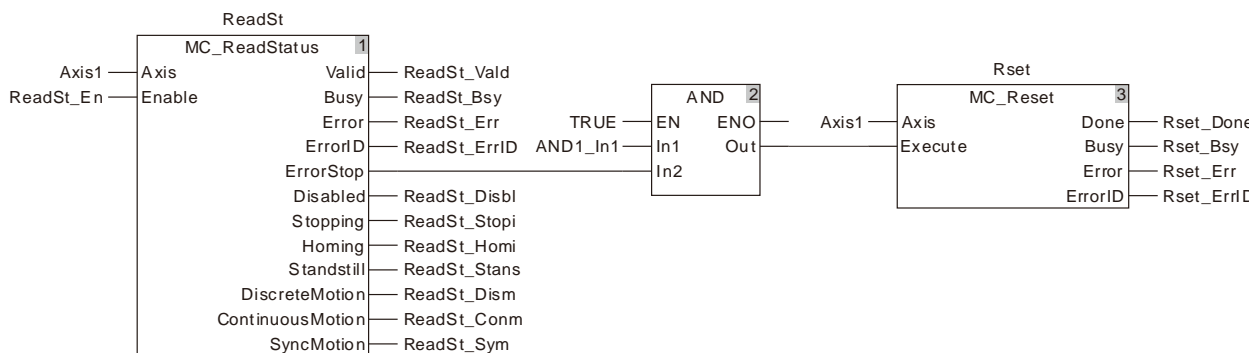 ReadSt
MC_ReadStatus 1
Axis1 Axis Valid ReadSt_Vald
ReadSt_En Enable Busy ReadSt_Bsy
Error ReadSt_Err
ErrorID ReadSt_ErrID
ErrorStop
Disabled ReadSt_Disbl
Stopping ReadSt_Stopi
Homing ReadSt_Homi
Standstill ReadSt_Stans
DiscreteMotion ReadSt_Dism
ContinuousMotion ReadSt_Conm
SyncMotion ReadSt_Sym
AND 2
TRUE EN ENO
AND1_In1 In1 Out
In2
Rset
MC_Reset 3
Axis1 Axis Done Rset_Done
Execute Busy Rset_Bsy
Error Rset_Err
ErrorID Rset_ErrID